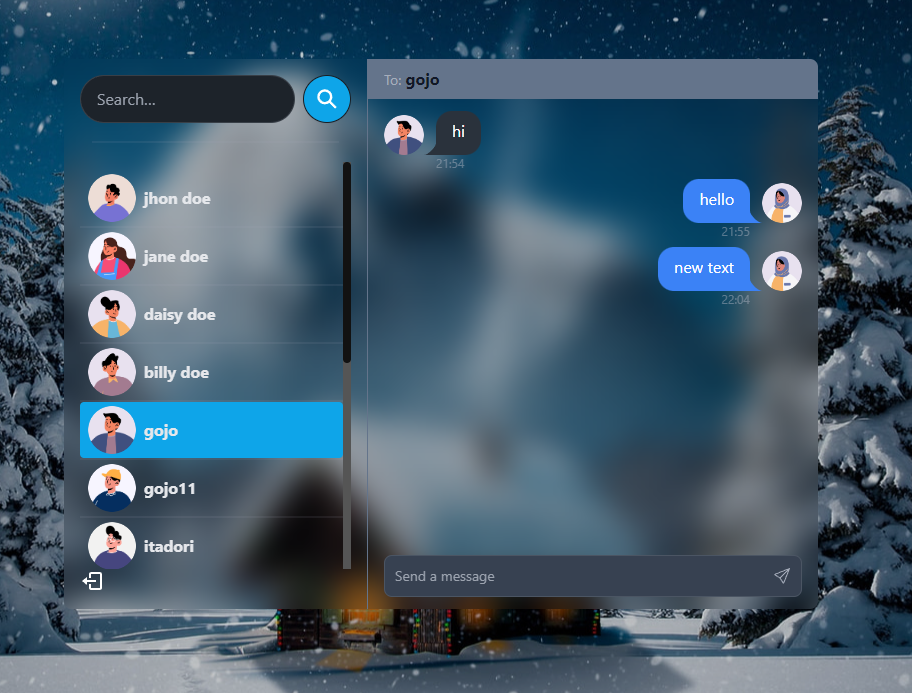 Search...
jhon doe
jane doe
daisy doe
billy doe
gojo
gojo11
itadori
To: gojo
hi
21:54
hello
21:55
new text
22:04
Send a message